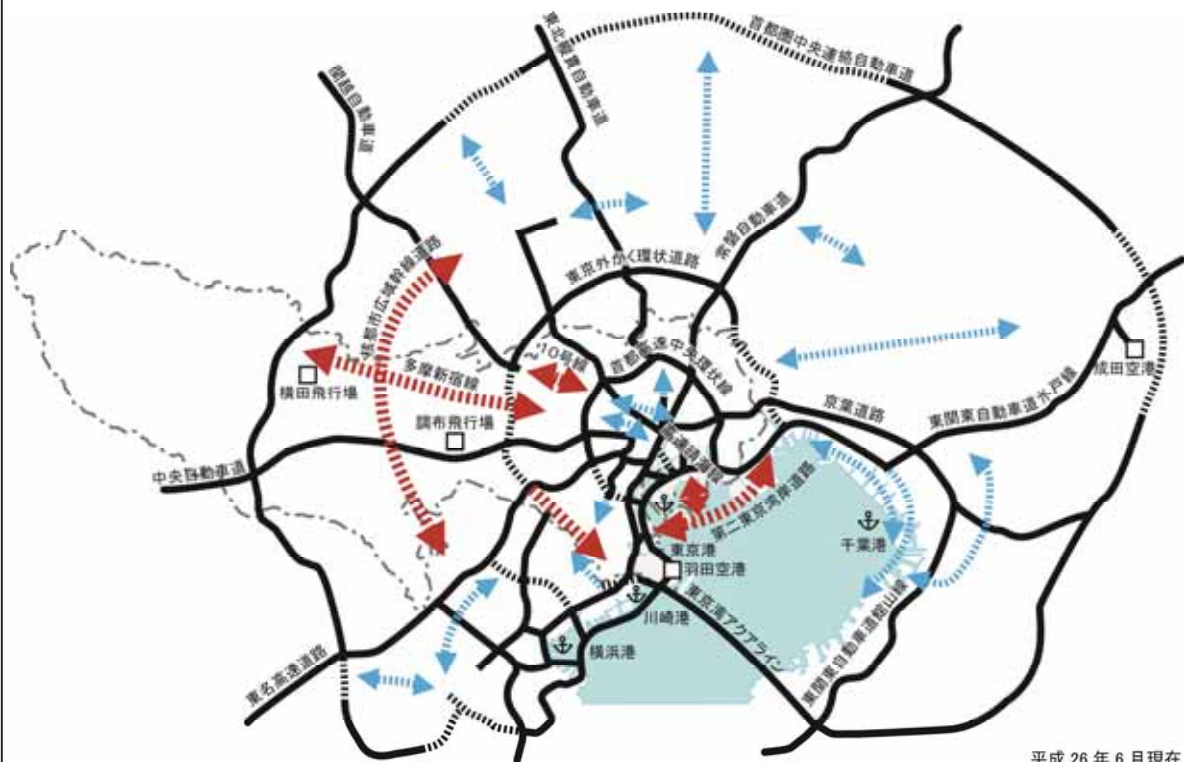 首都圏中央連絡自動車道
東北縦貫自動車道
関越自動車道
常磐自動車道
東京外かく環状道路
核都市広域幹線道路
10号線
首都高速中央環状線
多摩新宿線
横田飛行場
調布飛行場
成田空港
京葉道路
東関東自動車道水戸線
中央自動車道
第二東京湾岸道路
千葉港
東京港
羽田空港
川崎港
横浜港
東京湾アクアライン
東関東自動車道館山線
東名高速道路
平成 26 年 6 月現在